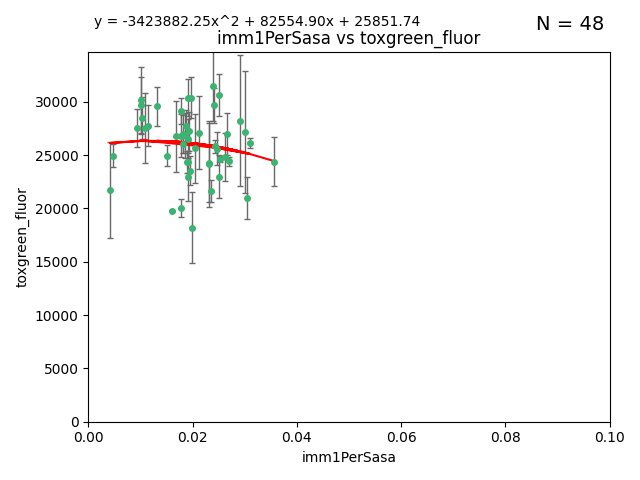 y = -3423882.25x^2 + 82554.90x + 25851.74
N = 48
imm1PerSasa vs toxgreen_fluor
30000
25000
20000
15000
10000
5000
0
toxgreen_fluor
0.00 0.02 0.04 0.06 0.08 0.10
imm1PerSasa